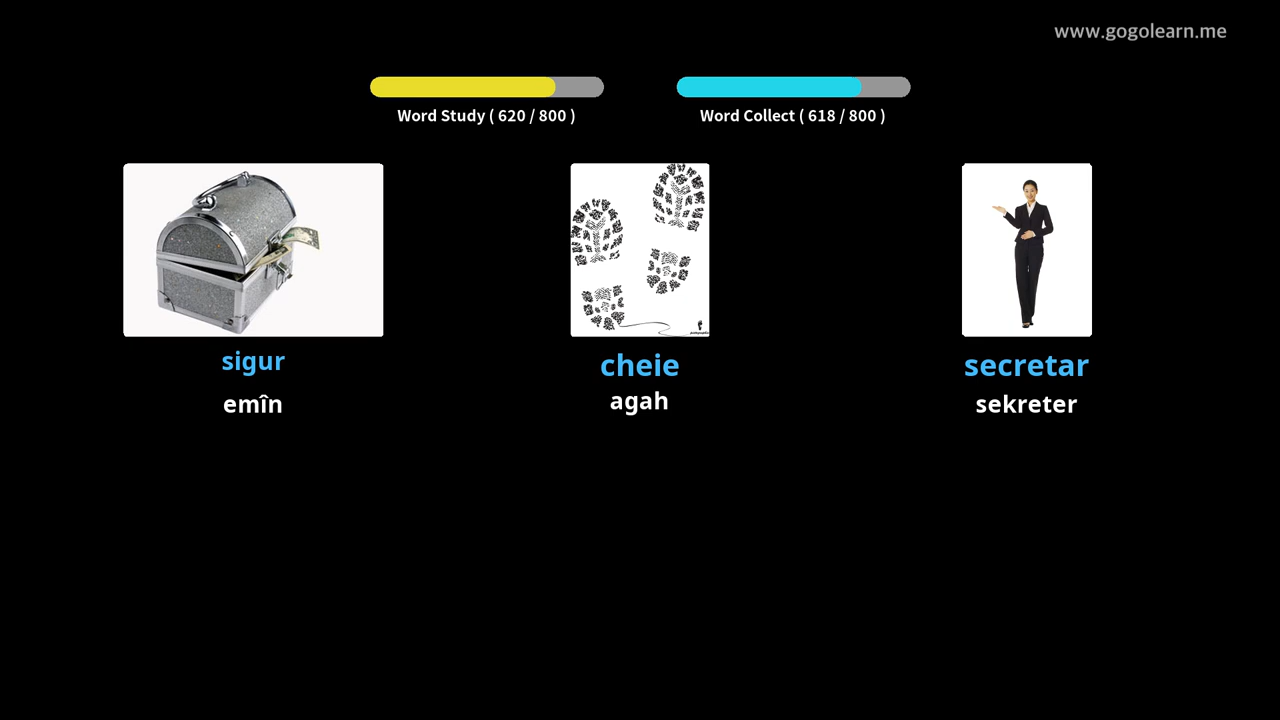 www.gogolearn.me
Word Study ( 620 / 800 )
Word Collect ( 618 / 800 )
sigur
cheie
secretar
emîn
agah
sekreter